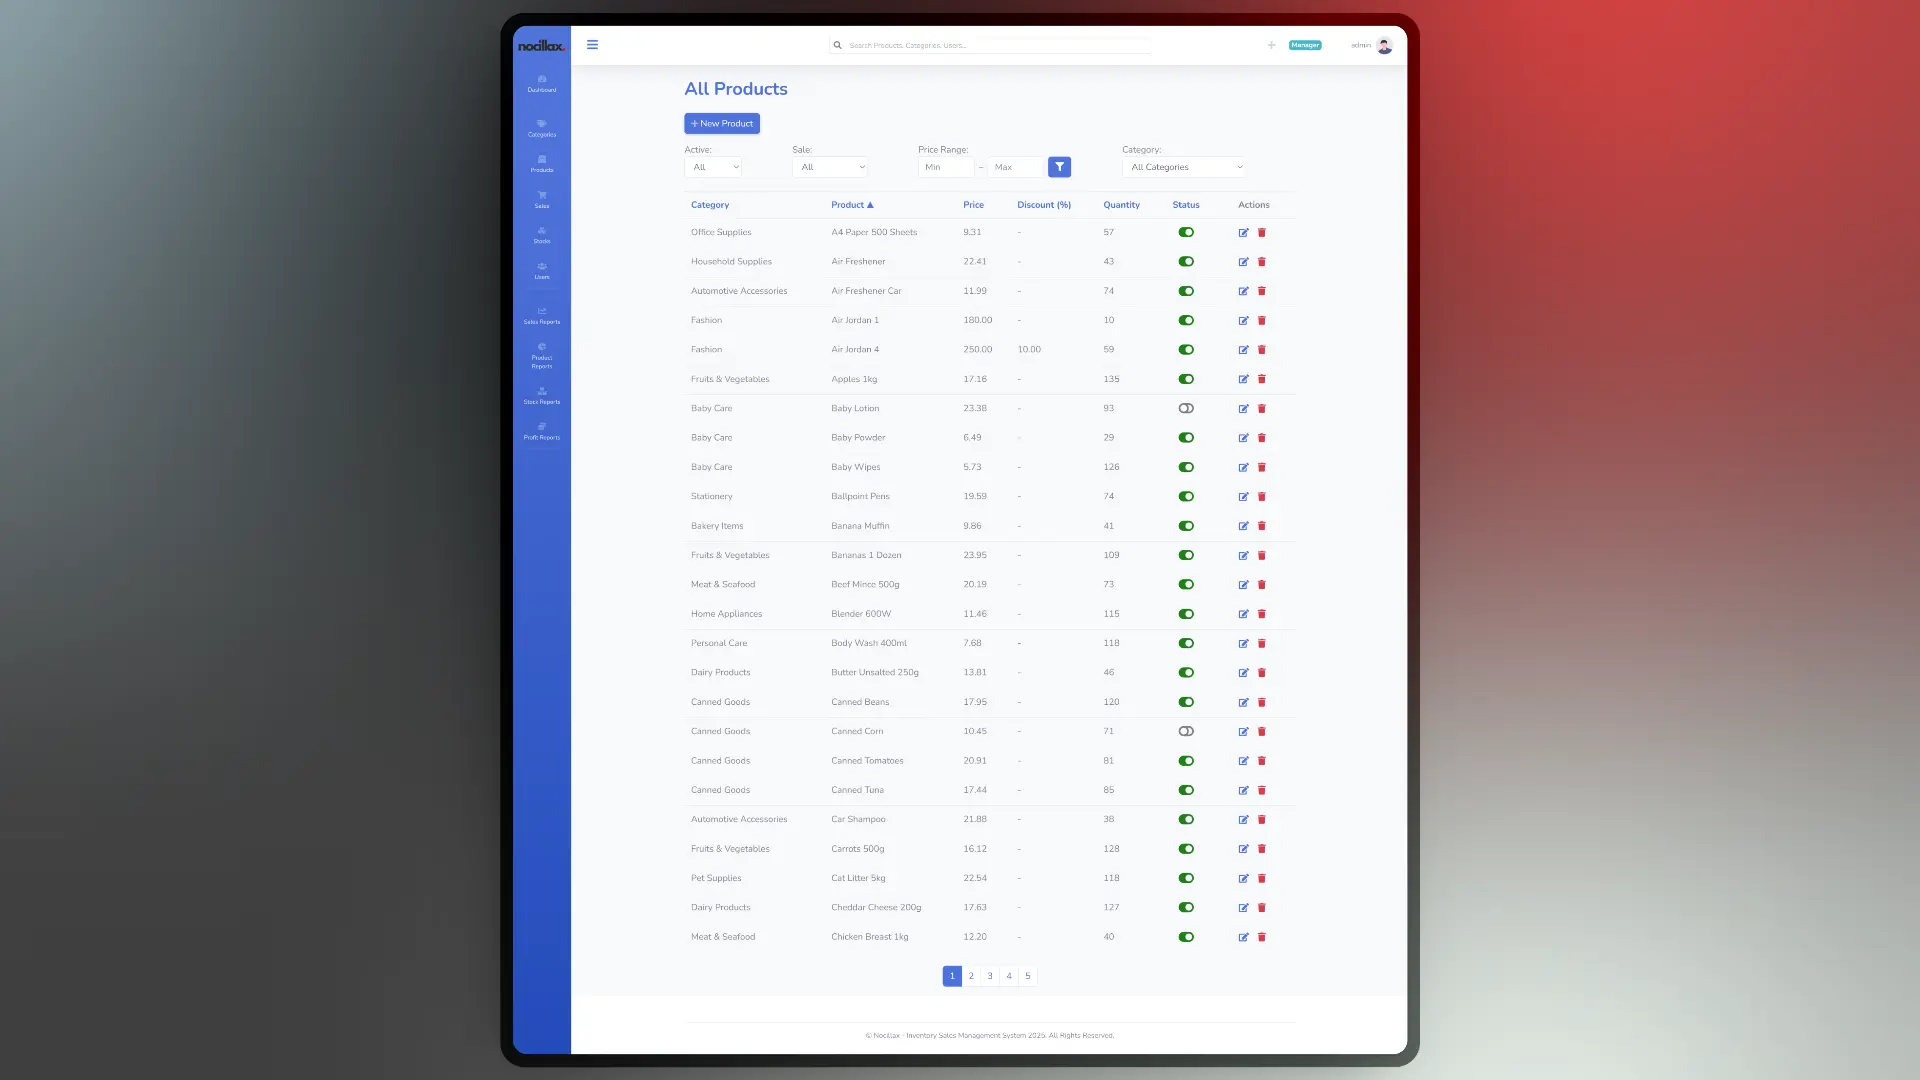 nocillax.
Search Products, Categories, Users...
Manager
admin
Dashboard
Categories
Products
Sales
Stocks
Users
Sales Reports
Product
Reports
Stock Reports
Profit Reports
All Products
+ New Product
Active: Sale: Price Range: Category:
All All Min - Max All Categories
Category Product ▲ Price Discount (%) Quantity Status Actions
Office Supplies A4 Paper 500 Sheets 9.31 - 57
Household Supplies Air Freshener 22.41 - 43
Automotive Accessories Air Freshener Car 11.99 - 74
Fashion Air Jordan 1 180.00 - 10
Fashion Air Jordan 4 250.00 10.00 59
Fruits & Vegetables Apples 1kg 17.16 - 135
Baby Care Baby Lotion 23.38 - 93
Baby Care Baby Powder 6.49 - 29
Baby Care Baby Wipes 5.73 - 126
Stationery Ballpoint Pens 19.59 - 74
Bakery Items Banana Muffin 9.86 - 41
Fruits & Vegetables Bananas 1 Dozen 23.95 - 109
Meat & Seafood Beef Mince 500g 20.19 - 73
Home Appliances Blender 600W 11.46 - 115
Personal Care Body Wash 400ml 7.68 - 118
Dairy Products Butter Unsalted 250g 13.81 - 46
Canned Goods Canned Beans 17.95 - 120
Canned Goods Canned Corn 10.45 - 71
Canned Goods Canned Tomatoes 20.91 - 81
Canned Goods Canned Tuna 17.44 - 85
Automotive Accessories Car Shampoo 21.88 - 38
Fruits & Vegetables Carrots 500g 16.12 - 128
Pet Supplies Cat Litter 5kg 22.54 - 118
Dairy Products Cheddar Cheese 200g 17.63 - 127
Meat & Seafood Chicken Breast 1kg 12.20 - 40
1 2 3 4 5
© Nocillax - Inventory Sales Management System 2025. All Rights Reserved.